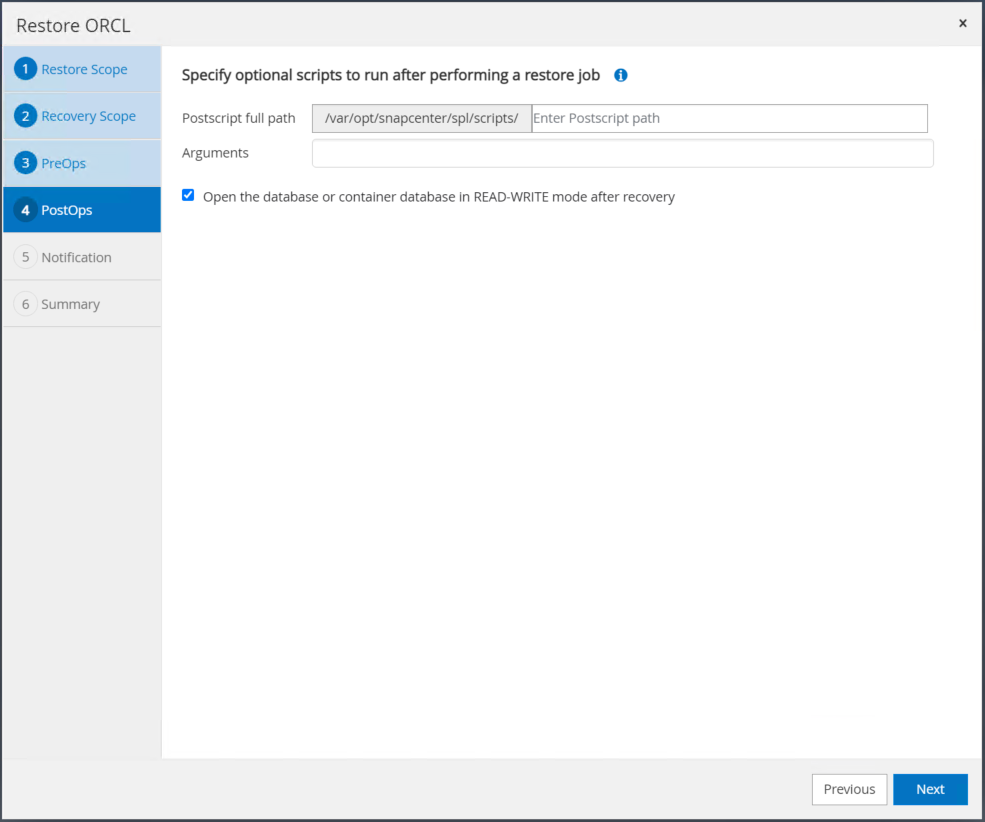 Restore ORCL
×
1 Restore Scope
2 Recovery Scope
3 PreOps
4 PostOps
5 Notification
6 Summary
Specify optional scripts to run after performing a restore job
Postscript full path /var/opt/snapcenter/spl/scripts/ Enter Postscript path
Arguments
Open the database or container database in READ-WRITE mode after recovery
Previous Next